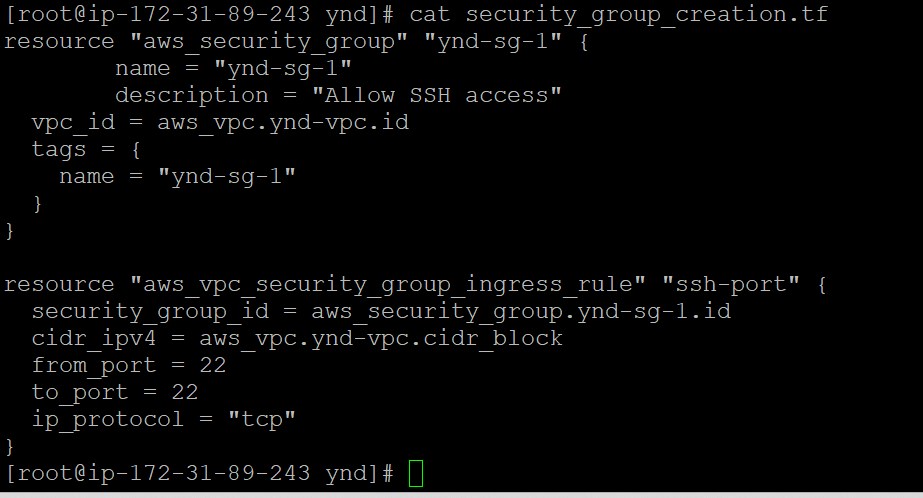 [root@ip-172-31-89-243 ynd]# cat security_group_creation.tf
resource "aws_security_group" "ynd-sg-1" {
        name = "ynd-sg-1"
        description = "Allow SSH access"
  vpc_id = aws_vpc.ynd-vpc.id
  tags = {
    name = "ynd-sg-1"
  }
}

resource "aws_vpc_security_group_ingress_rule" "ssh-port" {
  security_group_id = aws_security_group.ynd-sg-1.id
  cidr_ipv4 = aws_vpc.ynd-vpc.cidr_block
  from_port = 22
  to_port = 22
  ip_protocol = "tcp"
}
[root@ip-172-31-89-243 ynd]#